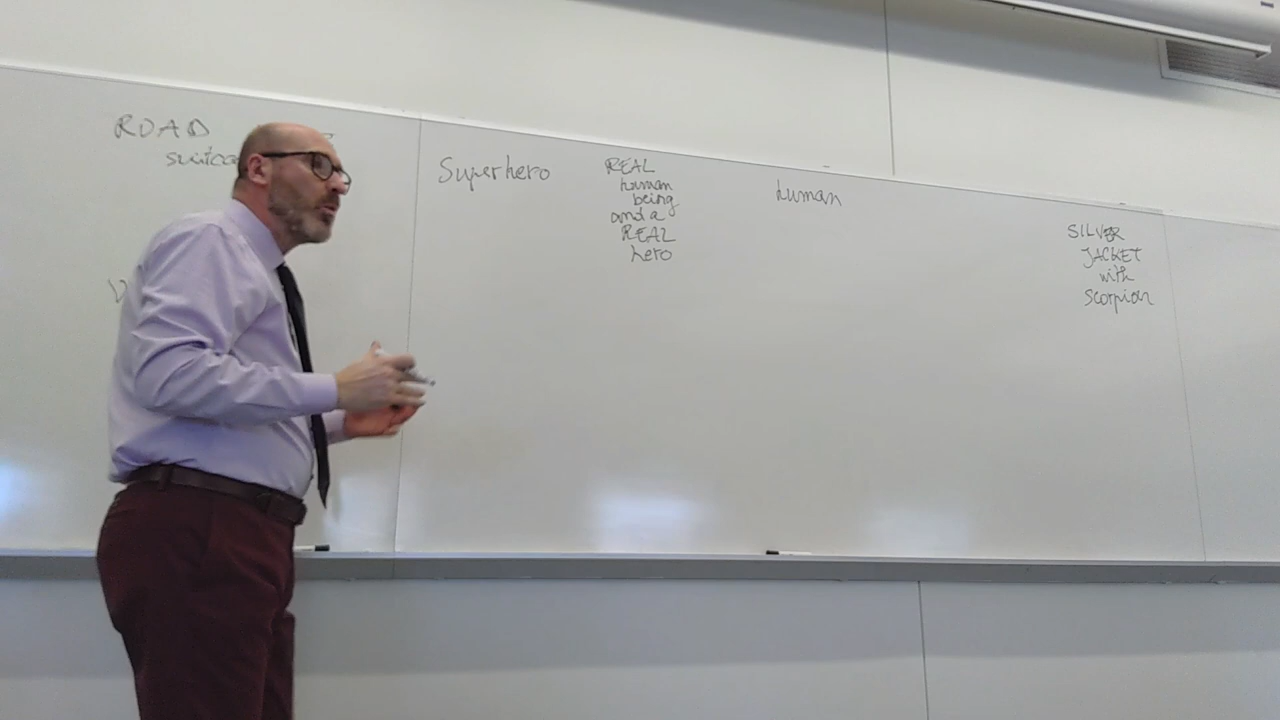 ROAD
Superhero
REAL
human
being
and a
REAL
hero
human
SILVER
JACKET
with
scorpion